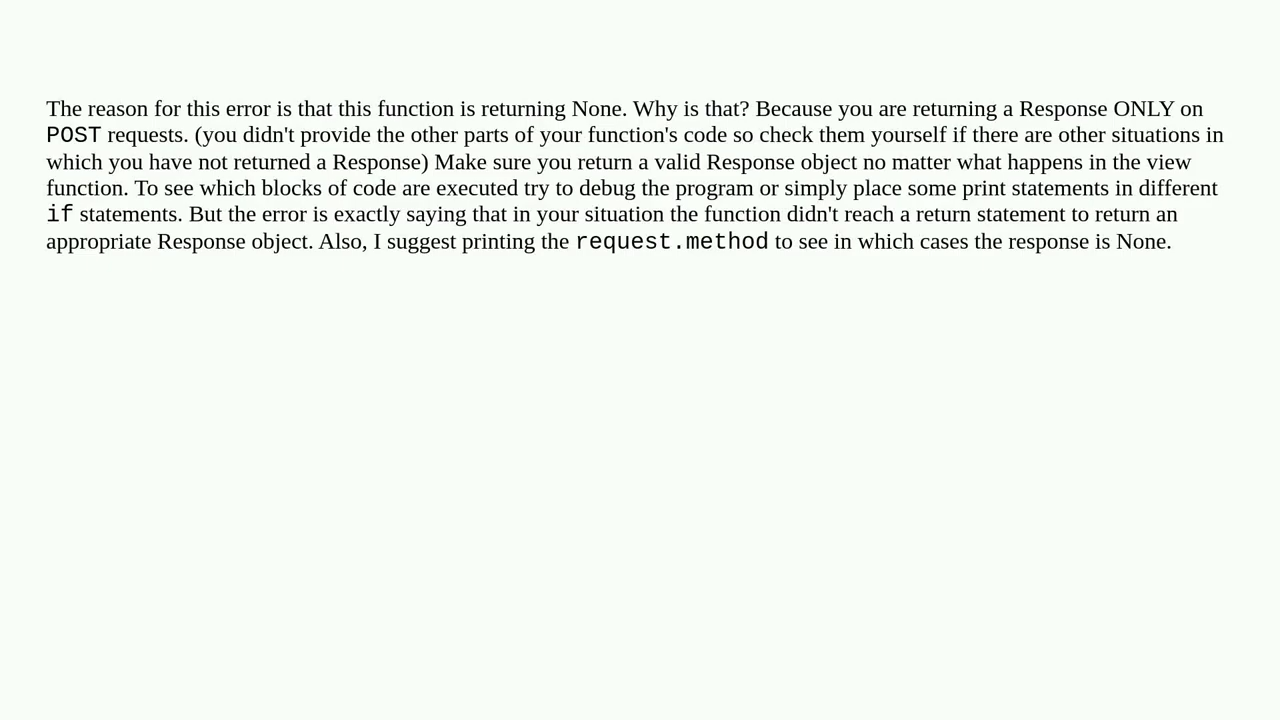 The reason for this error is that this function is returning None. Why is that? Because you are returning a Response ONLY on
POST requests. (you didn't provide the other parts of your function's code so check them yourself if there are other situations in
which you have not returned a Response) Make sure you return a valid Response object no matter what happens in the view
function. To see which blocks of code are executed try to debug the program or simply place some print statements in different
if statements. But the error is exactly saying that in your situation the function didn't reach a return statement to return an
appropriate Response object. Also, I suggest printing the request.method to see in which cases the response is None.